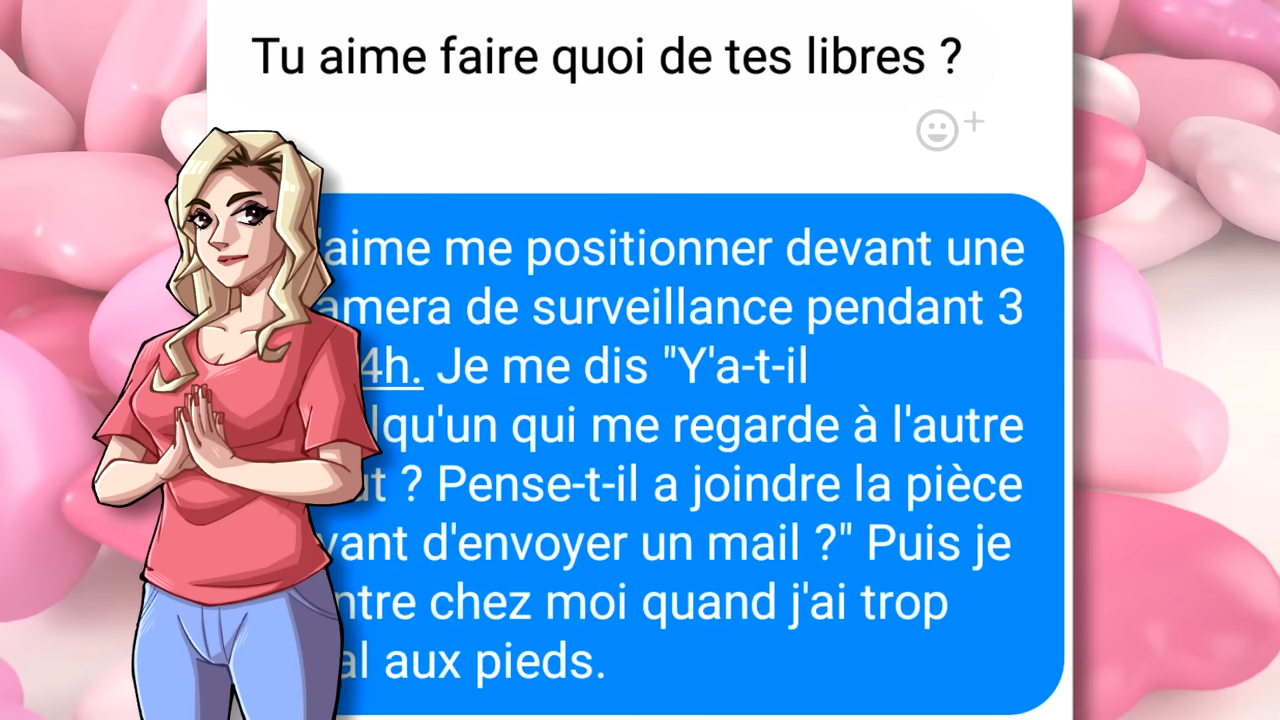 Tu aime faire quoi de tes libres ?
aime me positionner devant une
amera de surveillance pendant 3
4h. Je me dis "Y'a-t-il
qu'un qui me regarde à l'autre
? Pense-t-il a joindre la pièce
vant d'envoyer un mail ?" Puis je
ntre chez moi quand j'ai trop
al aux pieds.